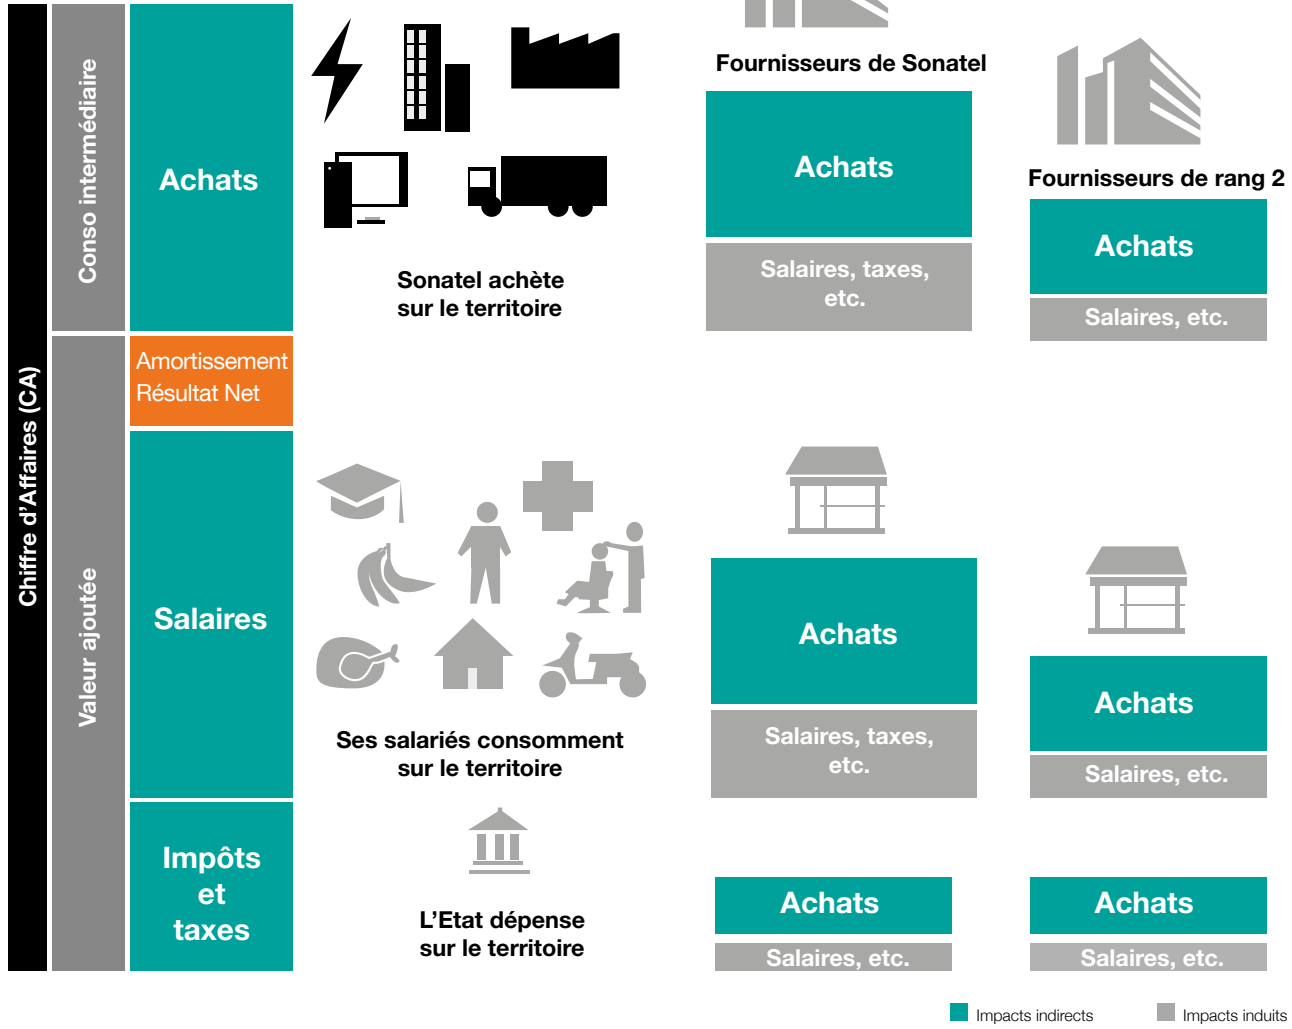 Chiffre d'Affaires (CA)
Conso intermédiaire
Achats
Sonatel achète
sur le territoire
Fournisseurs de Sonatel
Achats
Salaires, taxes,
etc.
Fournisseurs de rang 2
Achats
Salaires, etc.
Amortissement
Résultat Net
Valeur ajoutée
Salaires
Ses salariés consomment
sur le territoire
Achats
Salaires, taxes,
etc.
Achats
Salaires, etc.
Impôts
et
taxes
L'Etat dépense
sur le territoire
Achats
Salaires, etc.
Achats
Salaires, etc.
Impacts indirects
Impacts induits